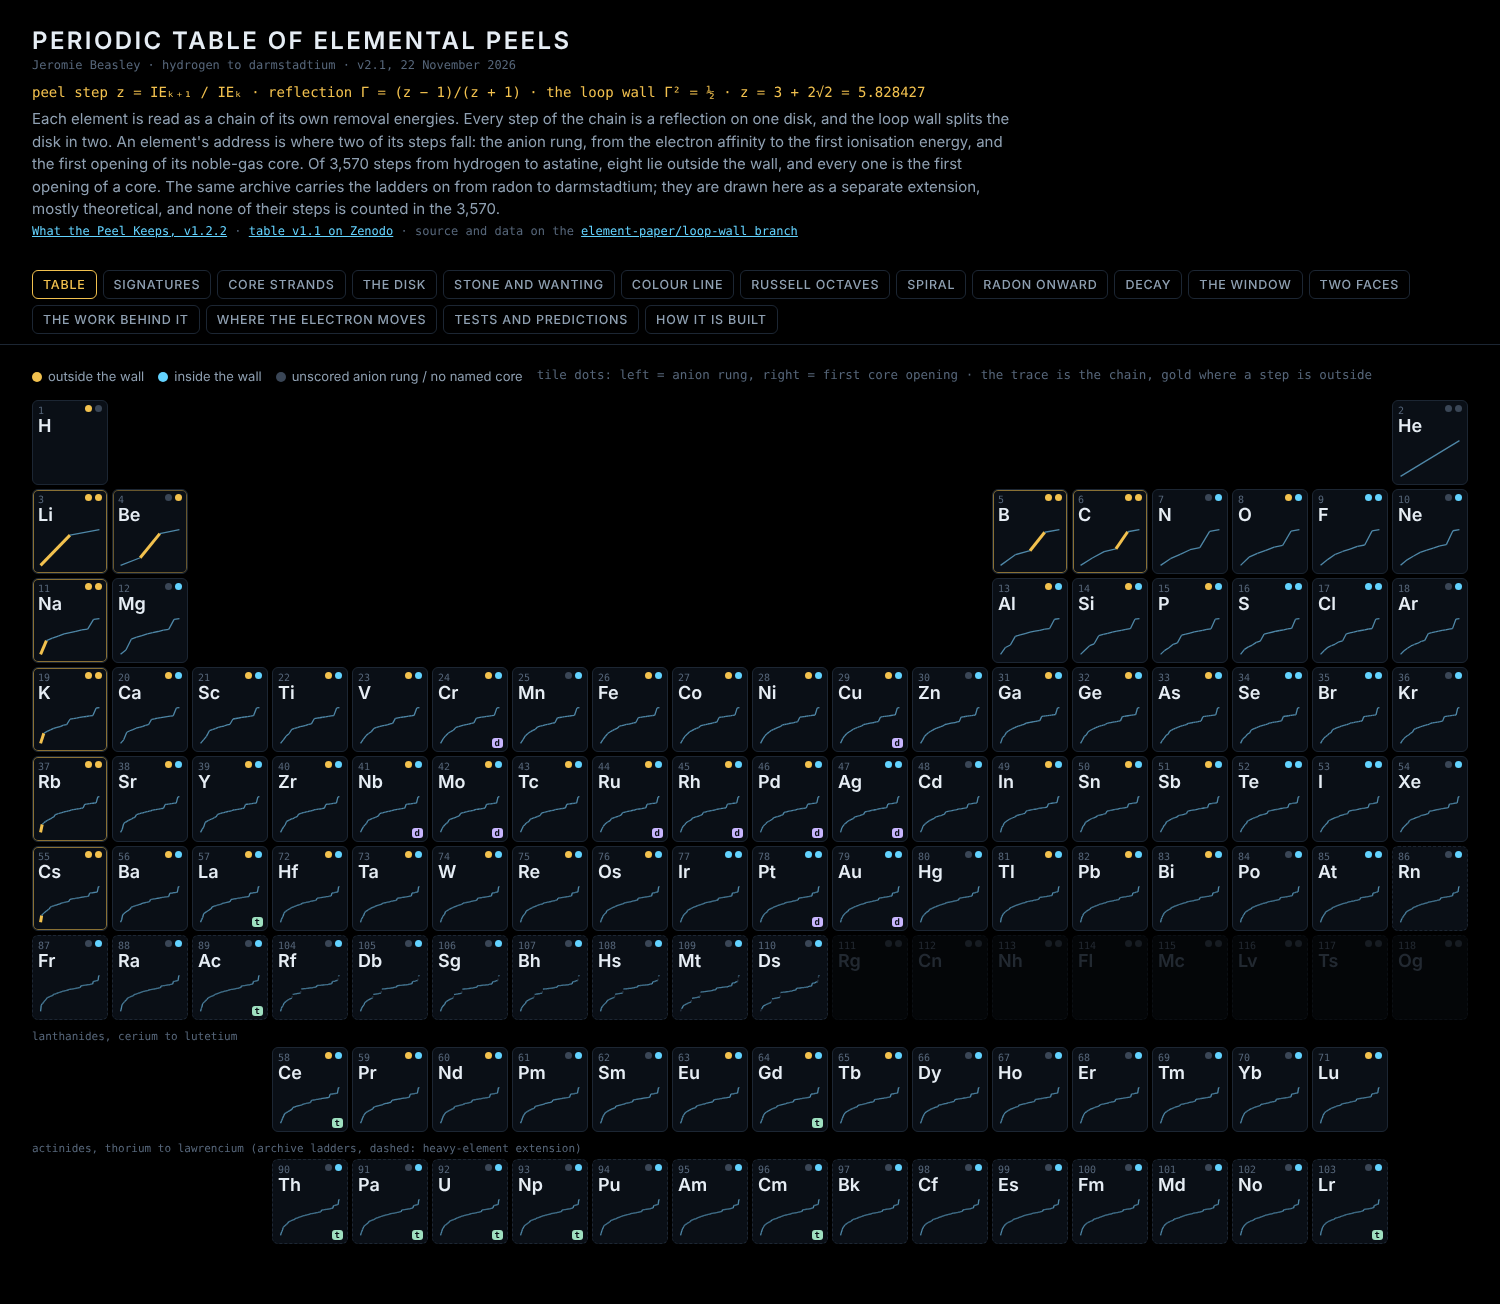 PERIODIC TABLE OF ELEMENTAL PEELS
Jeromie Beasley · hydrogen to darmstadtium · v2.1, 22 November 2026
peel step z = IEₖ₊₁ / IEₖ · reflection Γ = (z − 1)/(z + 1) · the loop wall Γ² = ½ · z = 3 + 2√2 = 5.828427
Each element is read as a chain of its own removal energies. Every step of the chain is a reflection on one disk, and the loop wall splits the
disk in two. An element's address is where two of its steps fall: the anion rung, from the electron affinity to the first ionisation energy, and
the first opening of its noble-gas core. Of 3,570 steps from hydrogen to astatine, eight lie outside the wall, and every one is the first
opening of a core. The same archive carries the ladders on from radon to darmstadtium; they are drawn here as a separate extension,
mostly theoretical, and none of their steps is counted in the 3,570.
What the Peel Keeps, v1.2.2 · table v1.1 on Zenodo · source and data on the element-paper/loop-wall branch
TABLE SIGNATURES CORE STRANDS THE DISK STONE AND WANTING COLOUR LINE RUSSELL OCTAVES SPIRAL RADON ONWARD DECAY THE WINDOW TWO FACES
THE WORK BEHIND IT WHERE THE ELECTRON MOVES TESTS AND PREDICTIONS HOW IT IS BUILT
outside the wall inside the wall unscored anion rung / no named core tile dots: left = anion rung, right = first core opening · the trace is the chain, gold where a step is outside
1 2
H He
3 4 5 6 7 8 9 10
Li Be B C N O F Ne
11 12 13 14 15 16 17 18
Na Mg Al Si P S Cl Ar
19 20 21 22 23 24 25 26 27 28 29 30 31 32 33 34 35 36
K Ca Sc Ti V Cr Mn Fe Co Ni Cu Zn Ga Ge As Se Br Kr
d d
37 38 39 40 41 42 43 44 45 46 47 48 49 50 51 52 53 54
Rb Sr Y Zr Nb Mo Tc Ru Rh Pd Ag Cd In Sn Sb Te I Xe
d d d d d d
55 56 57 72 73 74 75 76 77 78 79 80 81 82 83 84 85 86
Cs Ba La Hf Ta W Re Os Ir Pt Au Hg Tl Pb Bi Po At Rn
t d d
87 88 89 104 105 106 107 108 109 110 111 112 113 114 115 116 117 118
Fr Ra Ac Rf Db Sg Bh Hs Mt Ds Rg Cn Nh Fl Mc Lv Ts Og
t
lanthanides, cerium to lutetium
58 59 60 61 62 63 64 65 66 67 68 69 70 71
Ce Pr Nd Pm Sm Eu Gd Tb Dy Ho Er Tm Yb Lu
t t
actinides, thorium to lawrencium (archive ladders, dashed: heavy-element extension)
90 91 92 93 94 95 96 97 98 99 100 101 102 103
Th Pa U Np Pu Am Cm Bk Cf Es Fm Md No Lr
t t t t t t